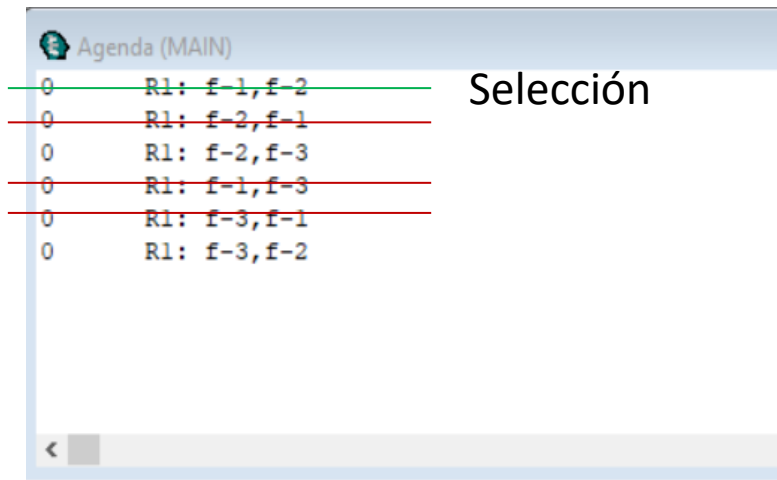 Agenda (MAIN)
0 R1: f-1,f-2 Selección
0 R1: f-2,f-1
0 R1: f-2,f-3
0 R1: f-1,f-3
0 R1: f-3,f-1
0 R1: f-3,f-2